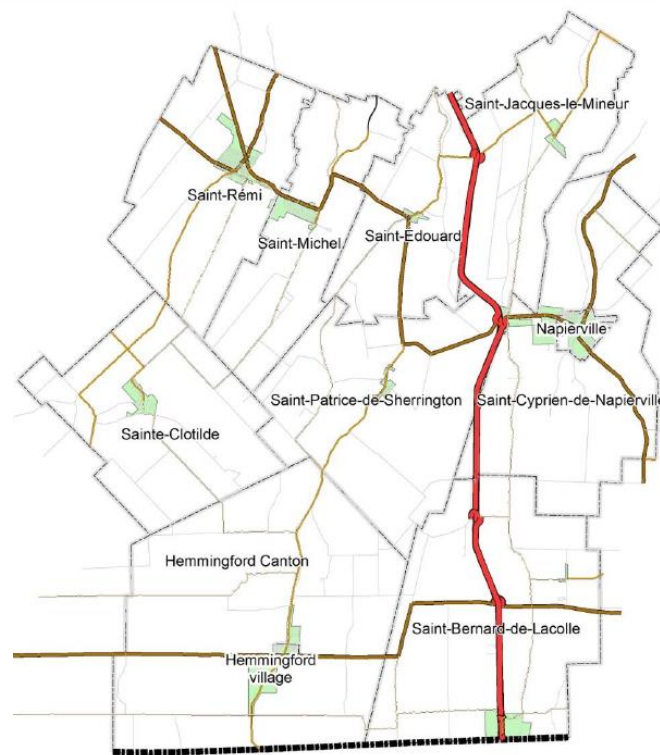 Saint-Jacques-le-Mineur
Saint-Rémi
Saint-Michel
Saint-Edouard
Napierville
Saint-Patrice-de-Sherrington
Saint-Cyprien-de-Napierville
Sainte-Clotilde
Hemmingford Canton
Saint-Bernard-de-Lacolle
Hemmingford
village